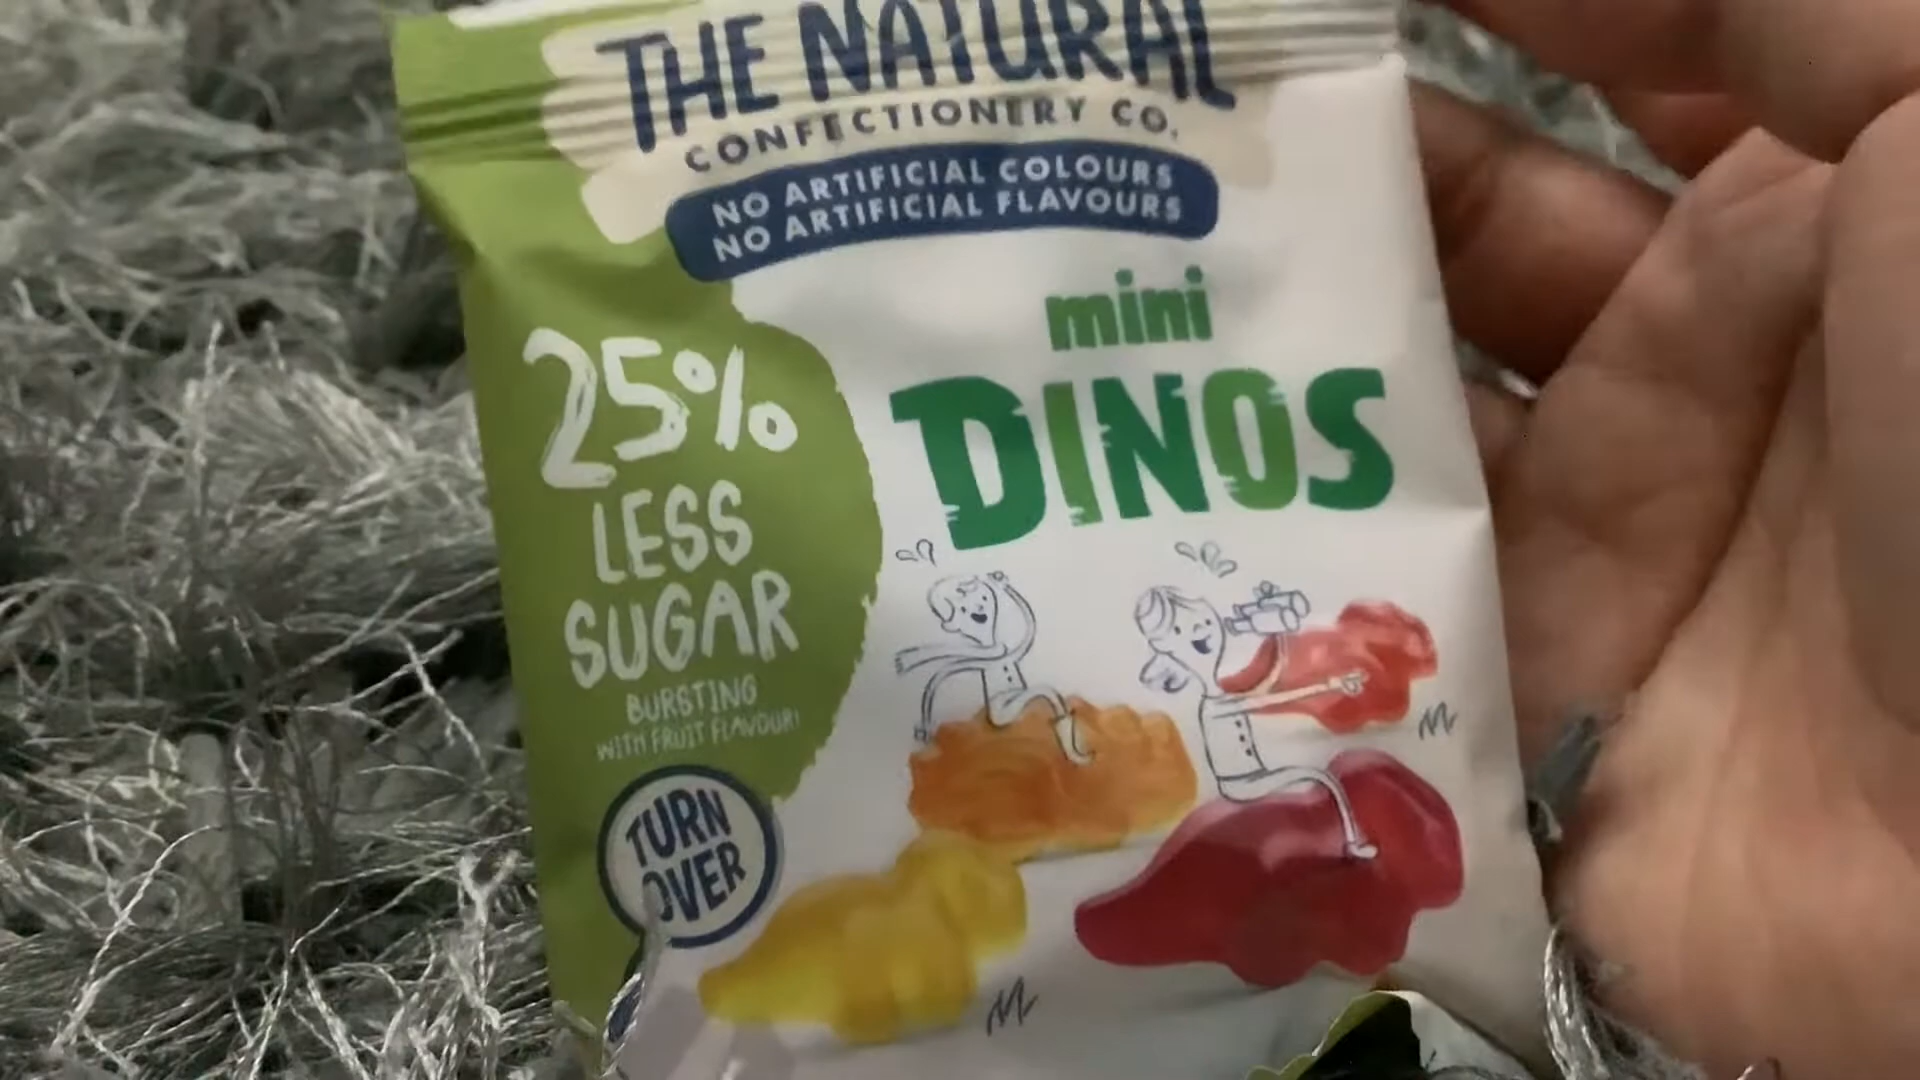 THE NATURAL
CONFECTIONERY CO.
NO ARTIFICIAL COLOURS
NO ARTIFICIAL FLAVOURS
mini
DINOS
25%
LESS
SUGAR
BURSTING
WITH FRUIT FLAVOUR!
TURN
OVER